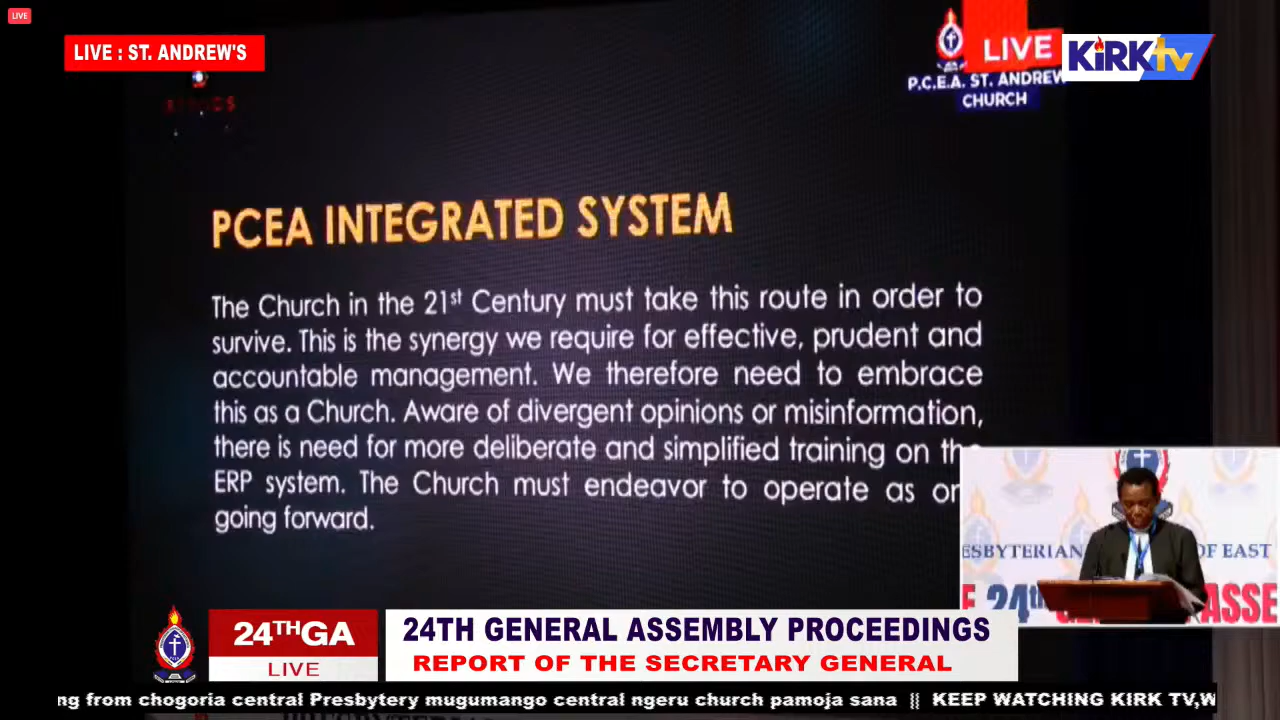 LIVE
LIVE : ST. ANDREW'S
LIVE
KiRKtv
P.C.E.A. ST. ANDREW
CHURCH
PCEA INTEGRATED SYSTEM
The Church in the 21st Century must take this route in order to
survive. This is the synergy we require for effective, prudent and
accountable management. We therefore need to embrace
this as a Church. Aware of divergent opinions or misinformation,
there is need for more deliberate and simplified training on the
ERP system. The Church must endeavor to operate as on
going forward.
ESBYTERIAN OF EAST
24th ASSE
24TH GA
LIVE
24TH GENERAL ASSEMBLY PROCEEDINGS
REPORT OF THE SECRETARY GENERAL
ng from chogoria central Presbytery mugumango central ngeru church pamoja sana || KEEP WATCHING KIRK TV,W